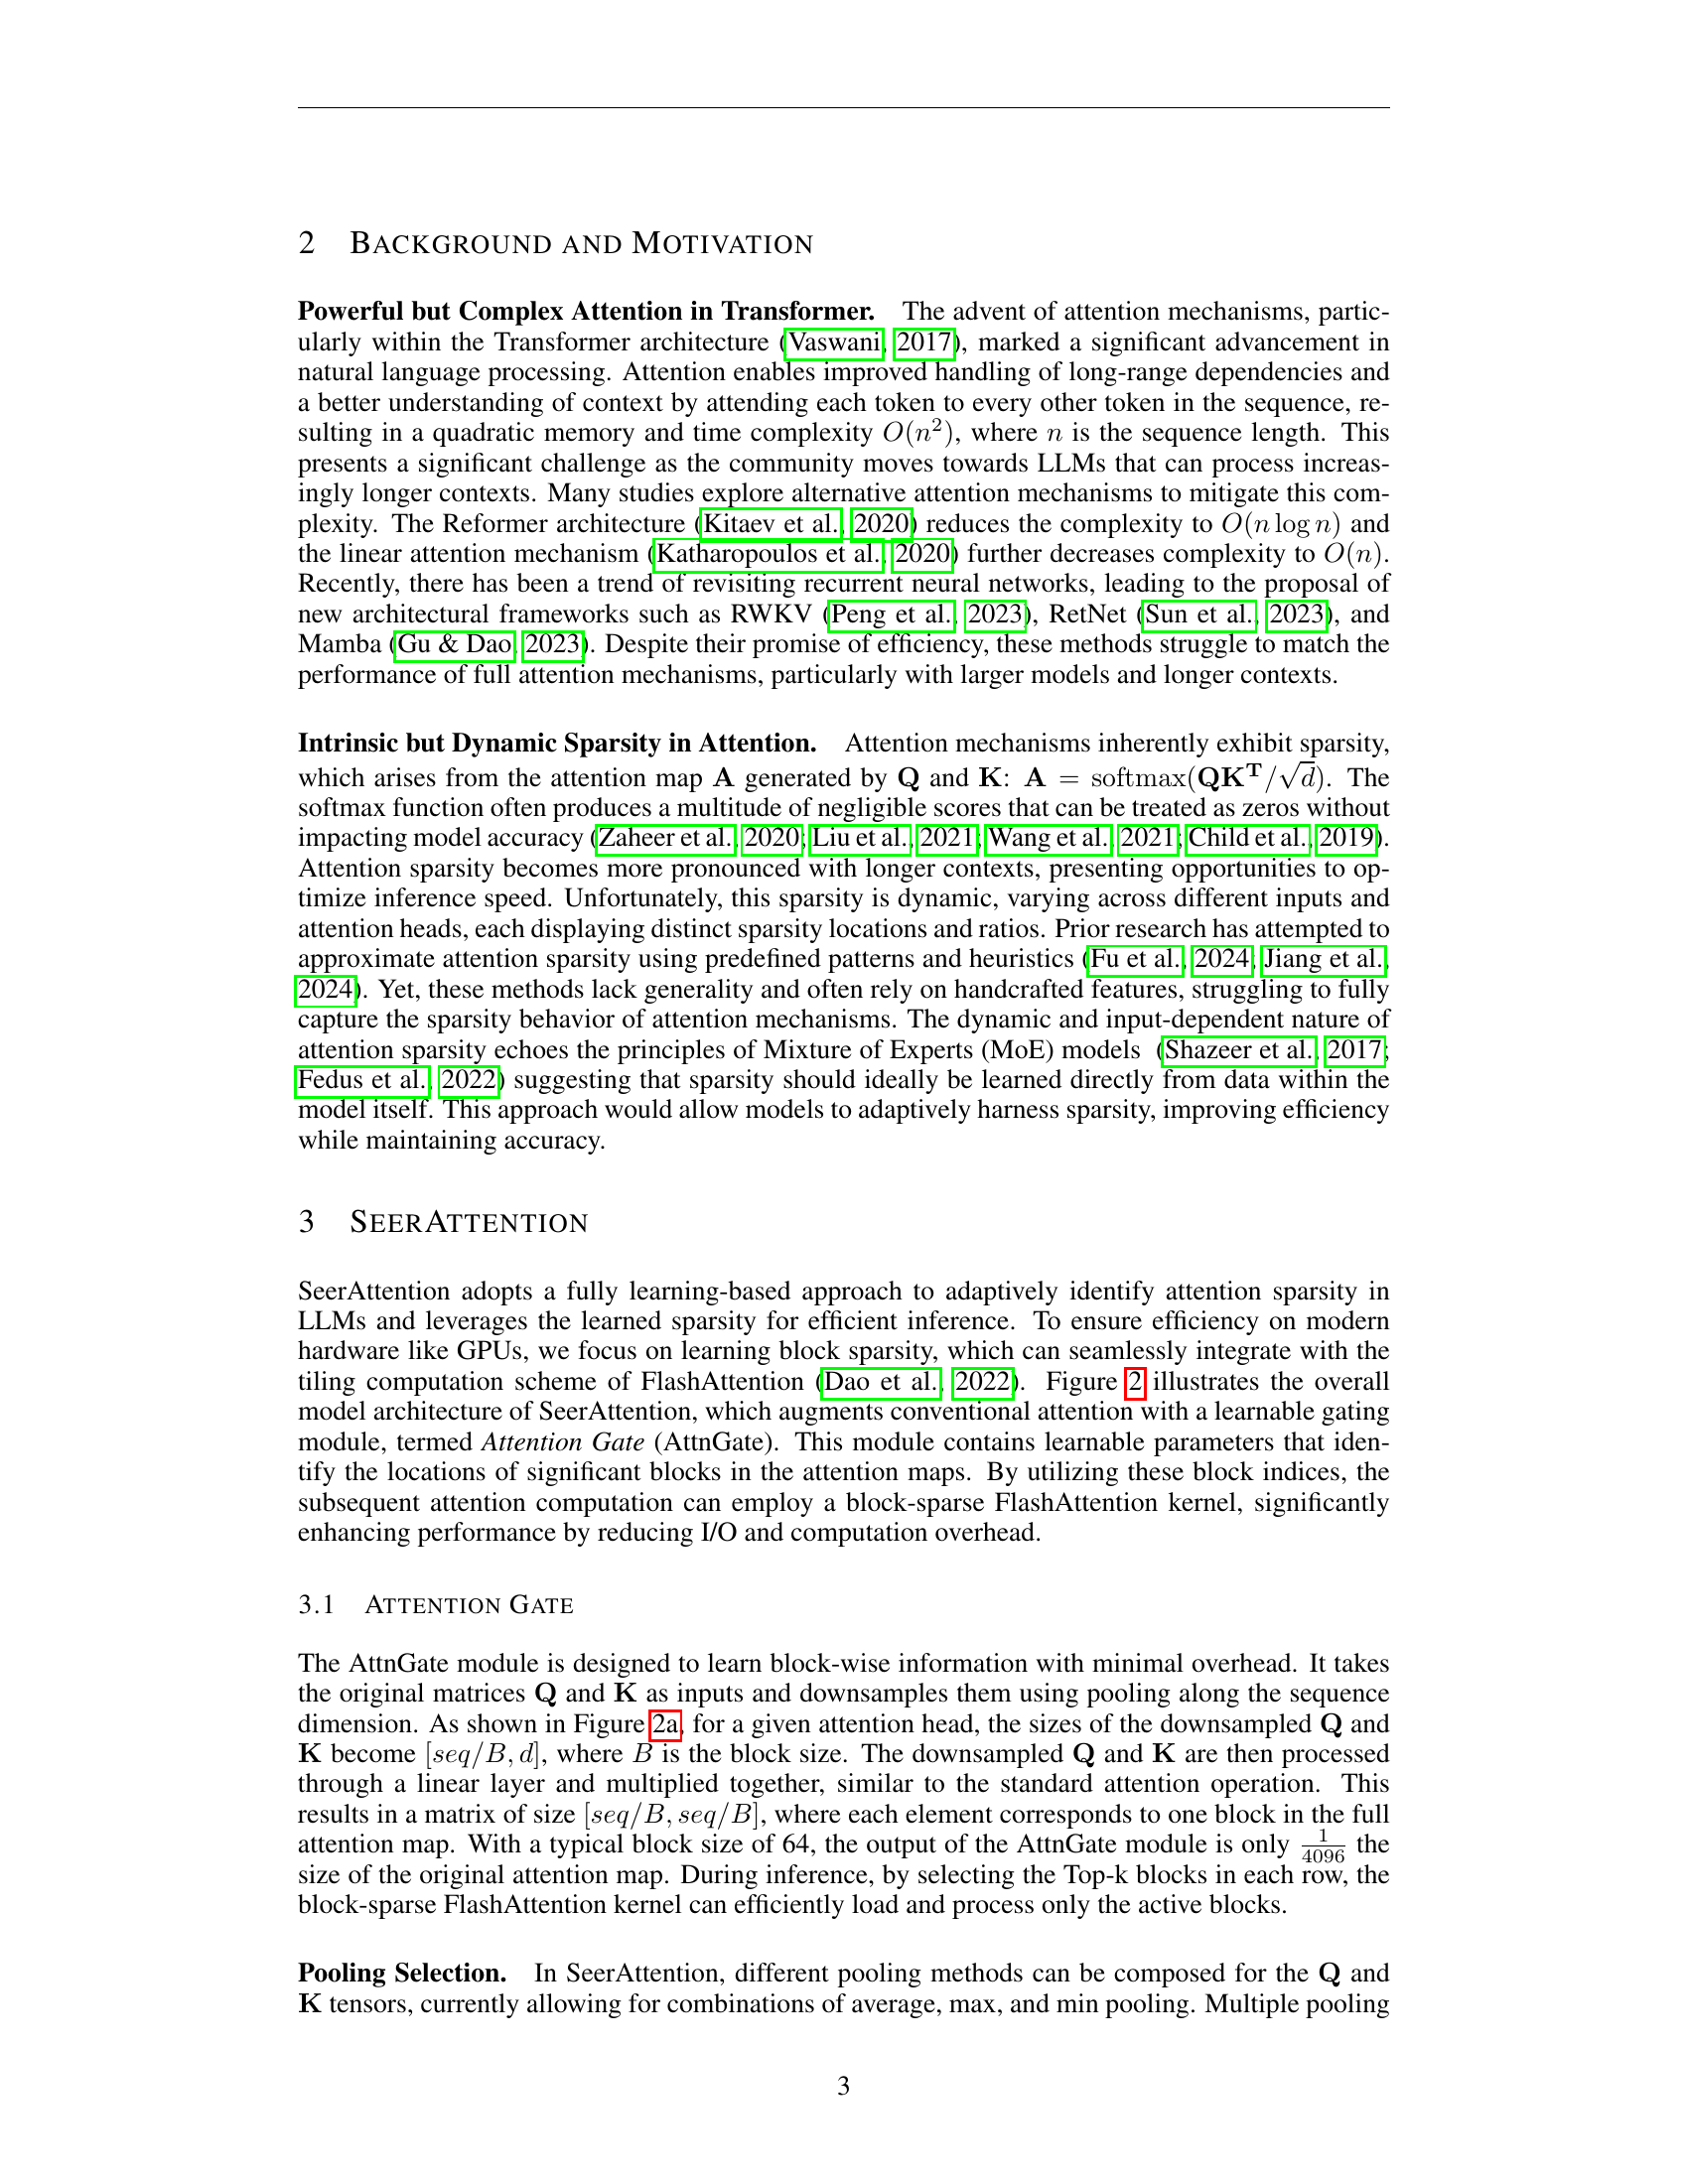 2 BACKGROUND AND MOTIVATION
Powerful but Complex Attention in Transformer. The advent of attention mechanisms, partic-
ularly within the Transformer architecture (Vaswani, 2017), marked a significant advancement in
natural language processing. Attention enables improved handling of long-range dependencies and
a better understanding of context by attending each token to every other token in the sequence, re-
sulting in a quadratic memory and time complexity O(n²), where n is the sequence length. This
presents a significant challenge as the community moves towards LLMs that can process increas-
ingly longer contexts. Many studies explore alternative attention mechanisms to mitigate this com-
plexity. The Reformer architecture (Kitaev et al., 2020) reduces the complexity to O(n log n) and
the linear attention mechanism (Katharopoulos et al., 2020) further decreases complexity to O(n).
Recently, there has been a trend of revisiting recurrent neural networks, leading to the proposal of
new architectural frameworks such as RWKV (Peng et al., 2023), RetNet (Sun et al., 2023), and
Mamba (Gu & Dao, 2023). Despite their promise of efficiency, these methods struggle to match the
performance of full attention mechanisms, particularly with larger models and longer contexts.
Intrinsic but Dynamic Sparsity in Attention. Attention mechanisms inherently exhibit sparsity,
which arises from the attention map A generated by Q and K: A = softmax(QK^T/√d). The
softmax function often produces a multitude of negligible scores that can be treated as zeros without
impacting model accuracy (Zaheer et al., 2020; Liu et al., 2021; Wang et al., 2021; Child et al., 2019).
Attention sparsity becomes more pronounced with longer contexts, presenting opportunities to op-
timize inference speed. Unfortunately, this sparsity is dynamic, varying across different inputs and
attention heads, each displaying distinct sparsity locations and ratios. Prior research has attempted to
approximate attention sparsity using predefined patterns and heuristics (Fu et al., 2024; Jiang et al.,
2024). Yet, these methods lack generality and often rely on handcrafted features, struggling to fully
capture the sparsity behavior of attention mechanisms. The dynamic and input-dependent nature of
attention sparsity echoes the principles of Mixture of Experts (MoE) models (Shazeer et al., 2017;
Fedus et al., 2022) suggesting that sparsity should ideally be learned directly from data within the
model itself. This approach would allow models to adaptively harness sparsity, improving efficiency
while maintaining accuracy.
3 SEERATTENTION
SeerAttention adopts a fully learning-based approach to adaptively identify attention sparsity in
LLMs and leverages the learned sparsity for efficient inference. To ensure efficiency on modern
hardware like GPUs, we focus on learning block sparsity, which can seamlessly integrate with the
tiling computation scheme of FlashAttention (Dao et al., 2022). Figure 2 illustrates the overall
model architecture of SeerAttention, which augments conventional attention with a learnable gating
module, termed Attention Gate (AttnGate). This module contains learnable parameters that iden-
tify the locations of significant blocks in the attention maps. By utilizing these block indices, the
subsequent attention computation can employ a block-sparse FlashAttention kernel, significantly
enhancing performance by reducing I/O and computation overhead.
3.1 ATTENTION GATE
The AttnGate module is designed to learn block-wise information with minimal overhead. It takes
the original matrices Q and K as inputs and downsamples them using pooling along the sequence
dimension. As shown in Figure 2a, for a given attention head, the sizes of the downsampled Q and
K become [seq/B, d], where B is the block size. The downsampled Q and K are then processed
through a linear layer and multiplied together, similar to the standard attention operation. This
results in a matrix of size [seq/B, seq/B], where each element corresponds to one block in the full
attention map. With a typical block size of 64, the output of the AttnGate module is only 1/4096 the
size of the original attention map. During inference, by selecting the Top-k blocks in each row, the
block-sparse FlashAttention kernel can efficiently load and process only the active blocks.
Pooling Selection. In SeerAttention, different pooling methods can be composed for the Q and
K tensors, currently allowing for combinations of average, max, and min pooling. Multiple pooling
3